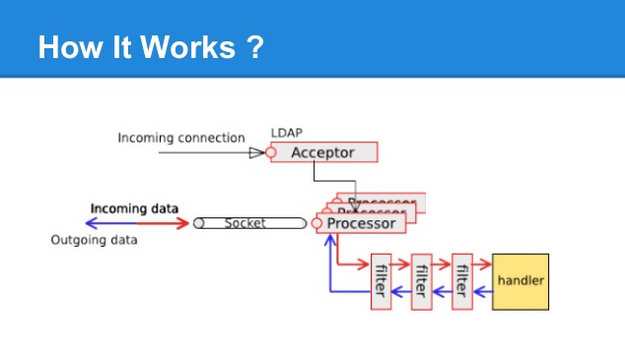 How It Works ?
LDAP
Incoming connection
Acceptor
Processor
Processor
Incoming data
Socket
Processor
Outgoing data
filter
filter
filter
handler